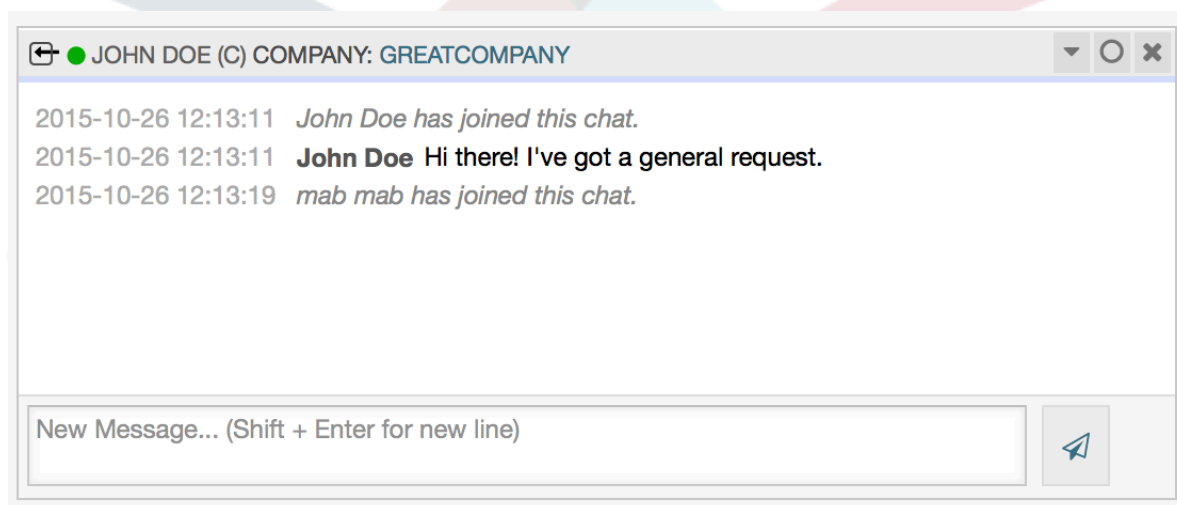 JOHN DOE (C) COMPANY: GREATCOMPANY
2015-10-26 12:13:11 John Doe has joined this chat.
2015-10-26 12:13:11 John Doe Hi there! I've got a general request.
2015-10-26 12:13:19 mab mab has joined this chat.
New Message... (Shift + Enter for new line)